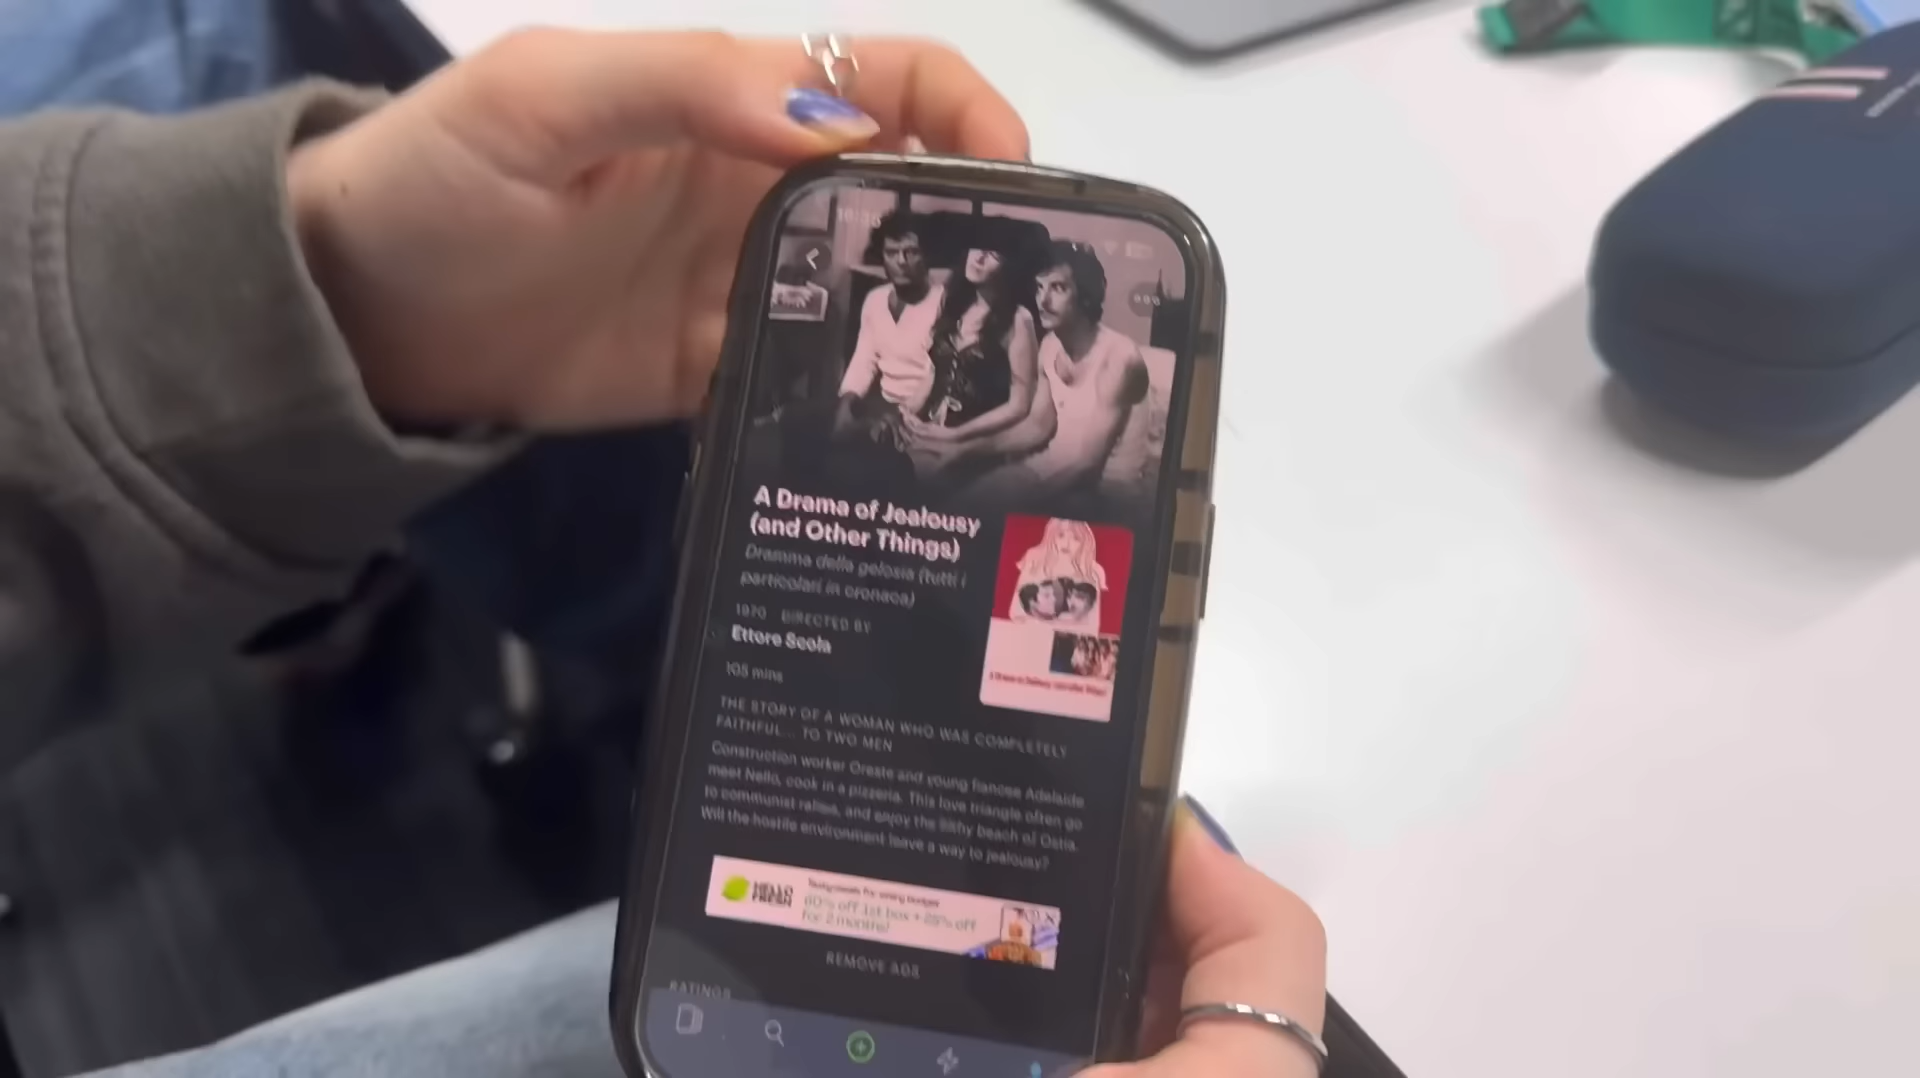 A Drama of Jealousy
(and Other Things)
Dramma della gelosia (tutti i
particolari in cronaca)
1970 DIRECTED BY
Ettore Scola
105 mins
THE STORY OF A WOMAN WHO WAS COMPLETELY
FAITHFUL... TO TWO MEN
Construction worker Oreste and young fiancee Adelaide
meet Nello, cook in a pizzeria. This love triangle often go
to communist rallies, and enjoy the filthy beach of Ostia.
Will the hostile environment leave a way to jealousy?
HELLO
FRESH
60% off 1st box + 25% off
for 2 months!
REMOVE ADS
RATINGS